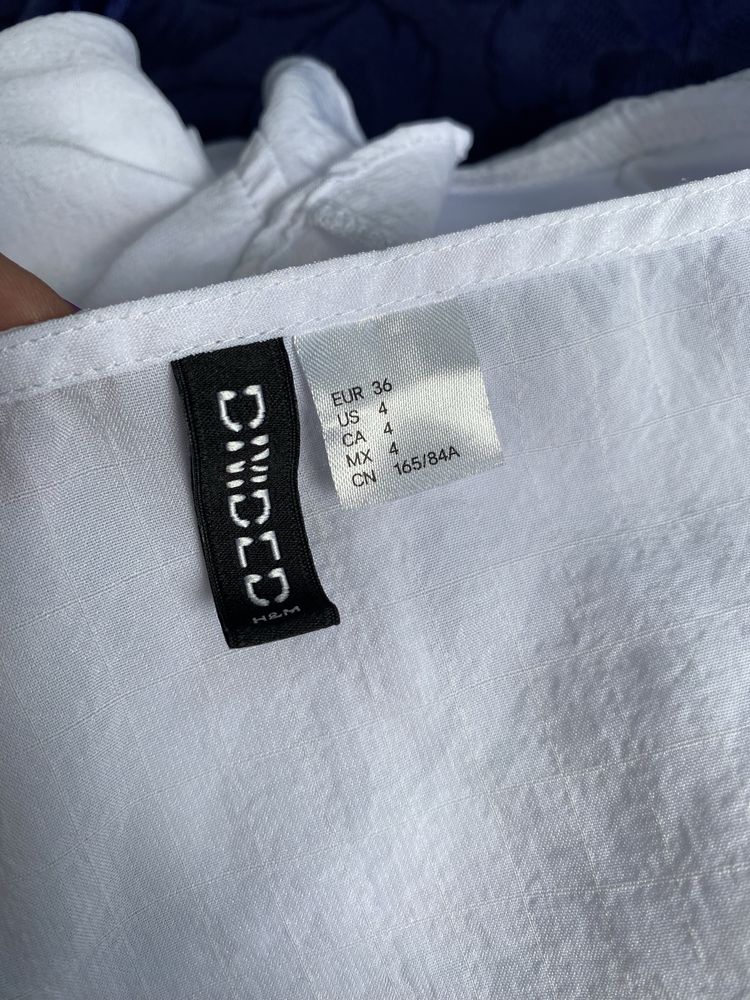 DIVIDED
H&M
EUR 36
US 4
CA 4
MX 4
CN 165/84A